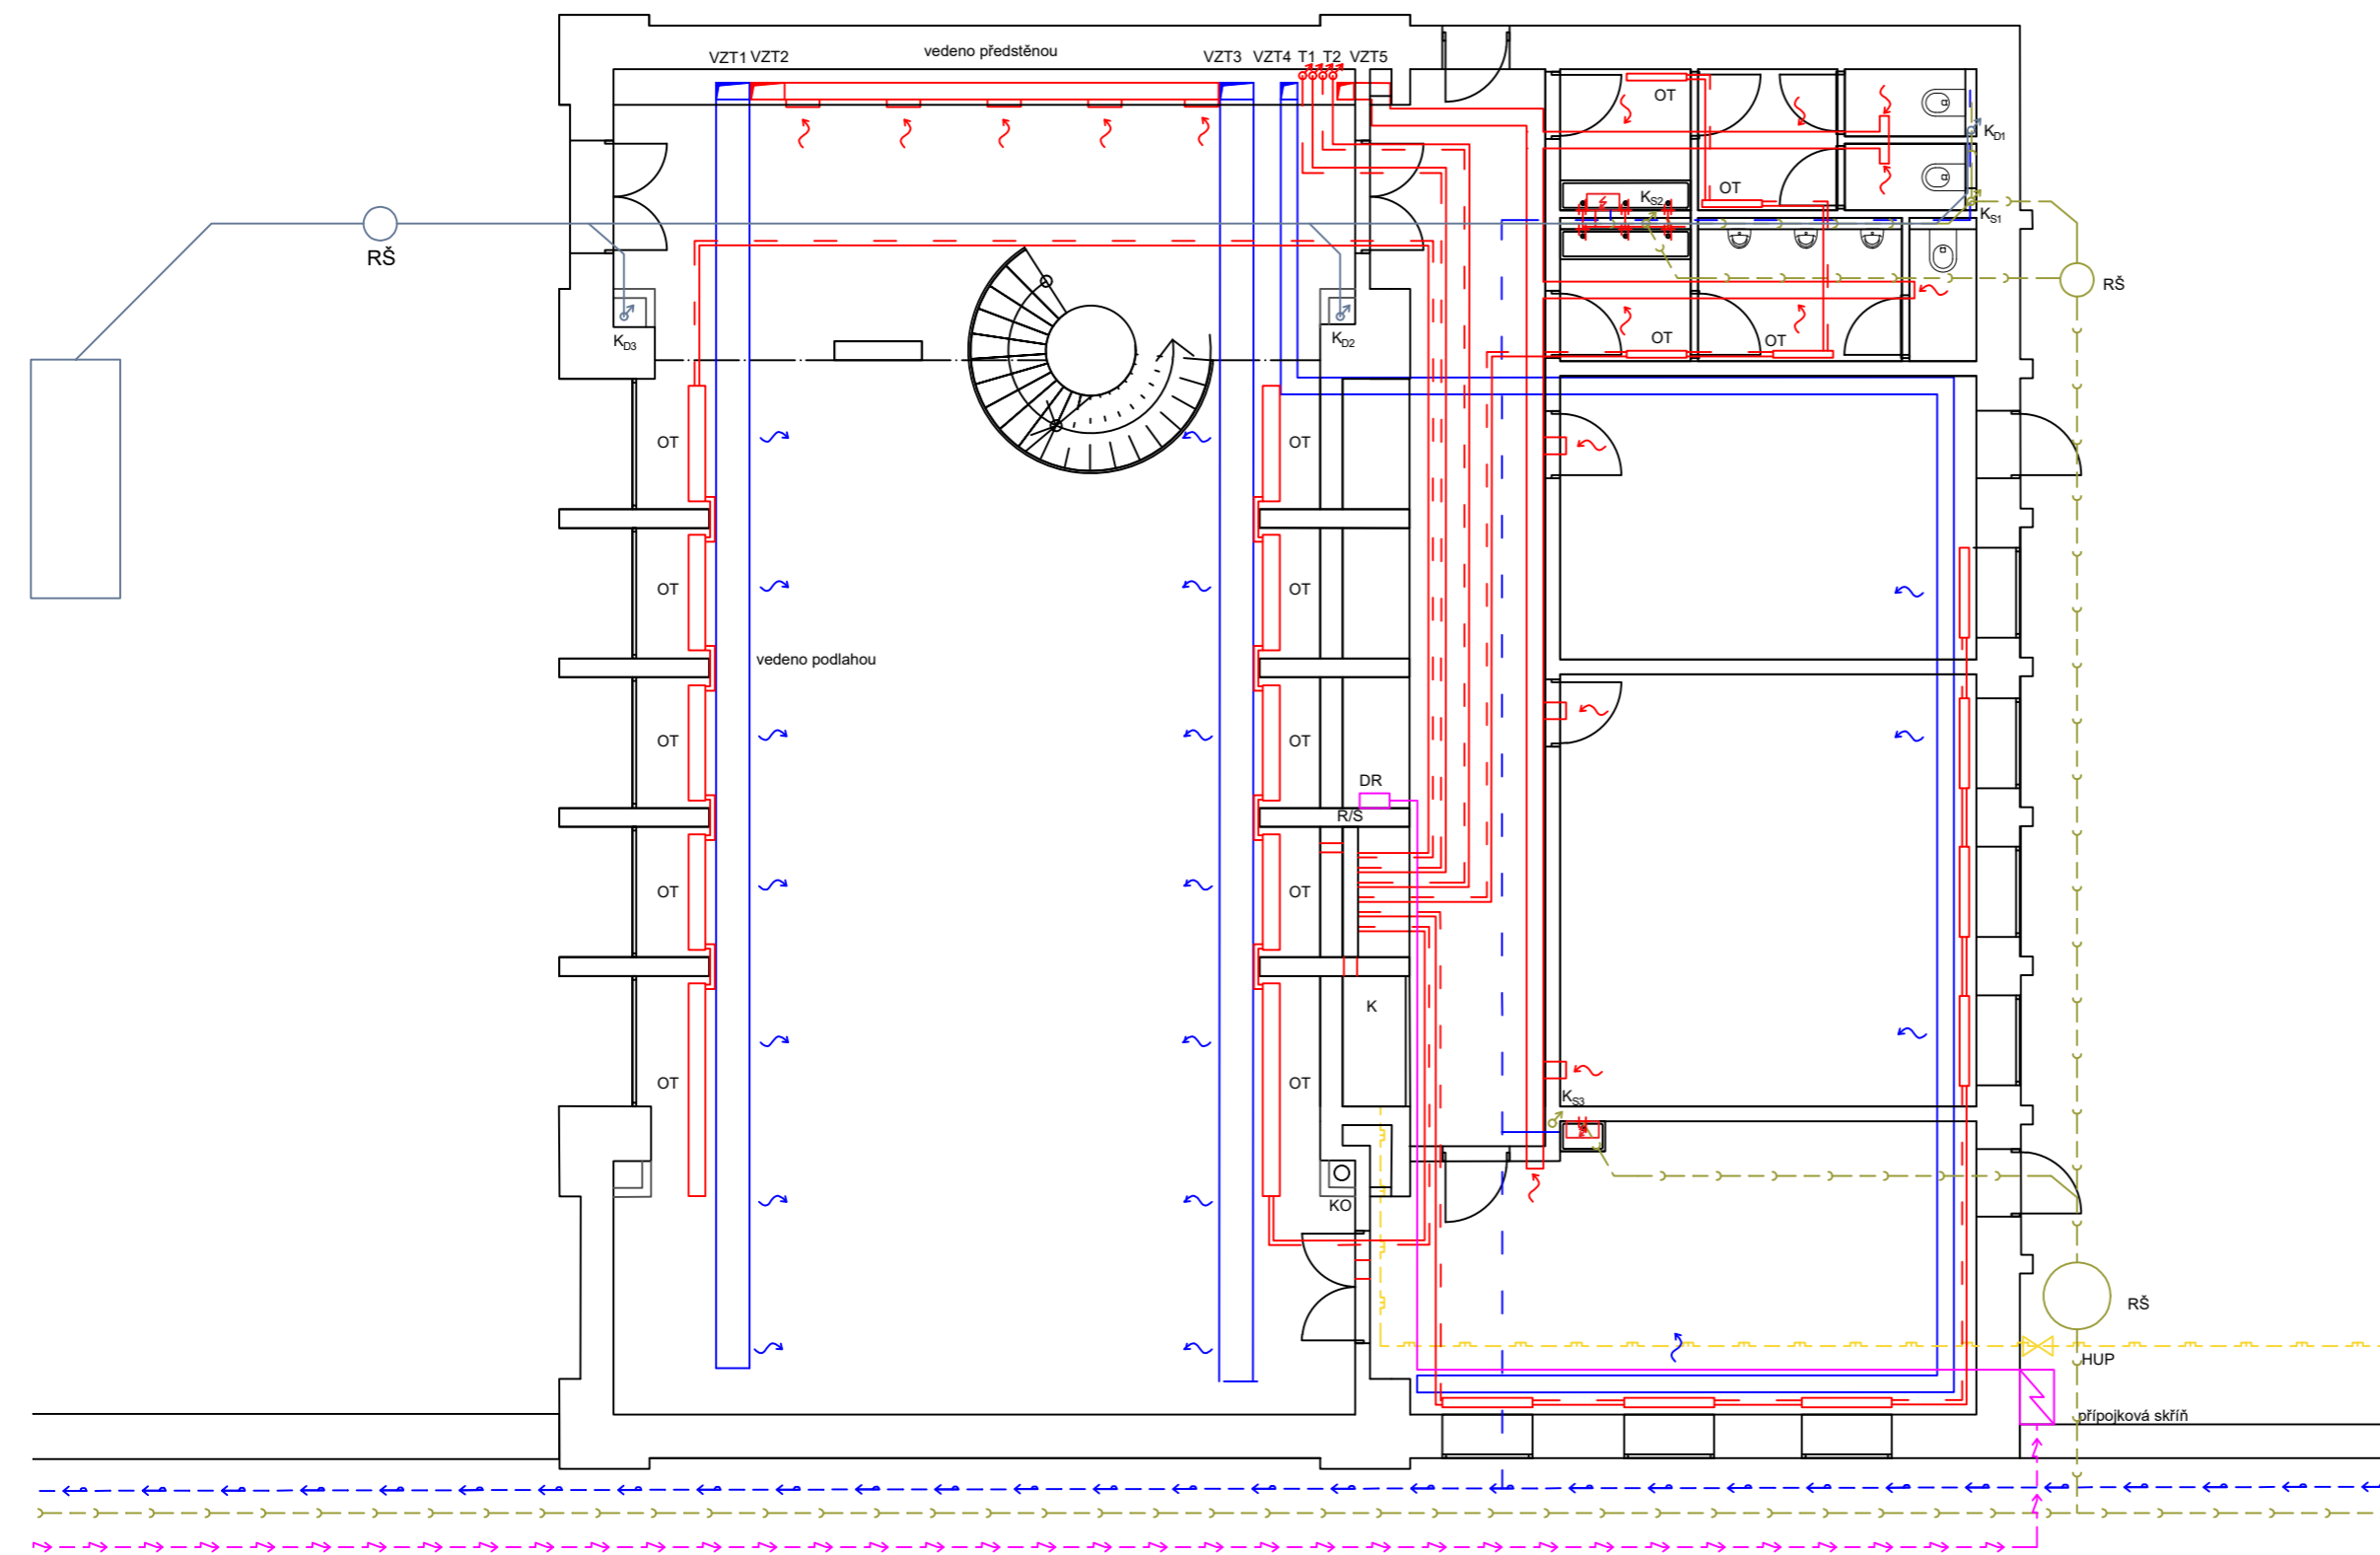 vedeno předstěnou
VZT1 VZT2
VZT3 VZT4 T1 T2 VZT5
OT
KD1
OT
KS2
KS1
RŠ
RŠ
KD3
KD2
OT
OT
OT
OT
OT
OT
vedeno podlahou
OT
OT
DR
R/S
OT
OT
K
OT
OT
KS3
KO
RŠ
HUP
přípojková skříň